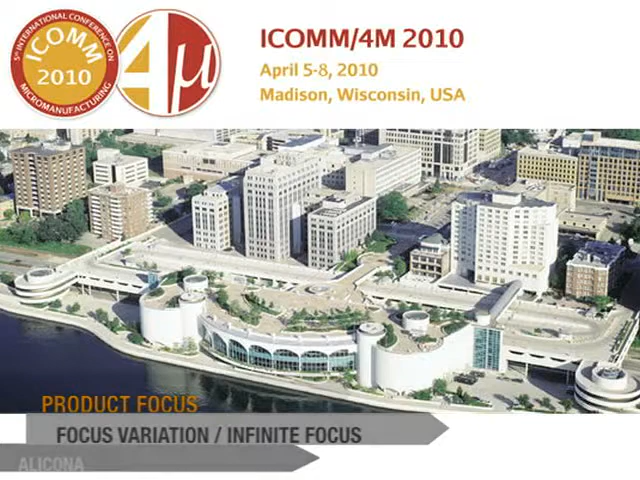 5th INTERNATIONAL CONFERENCE ON
ICOMM
2010
MICROMANUFACTURING
4μ
ICOMM/4M 2010
April 5-8, 2010
Madison, Wisconsin, USA
PRODUCT FOCUS
FOCUS VARIATION / INFINITE FOCUS
ALICONA